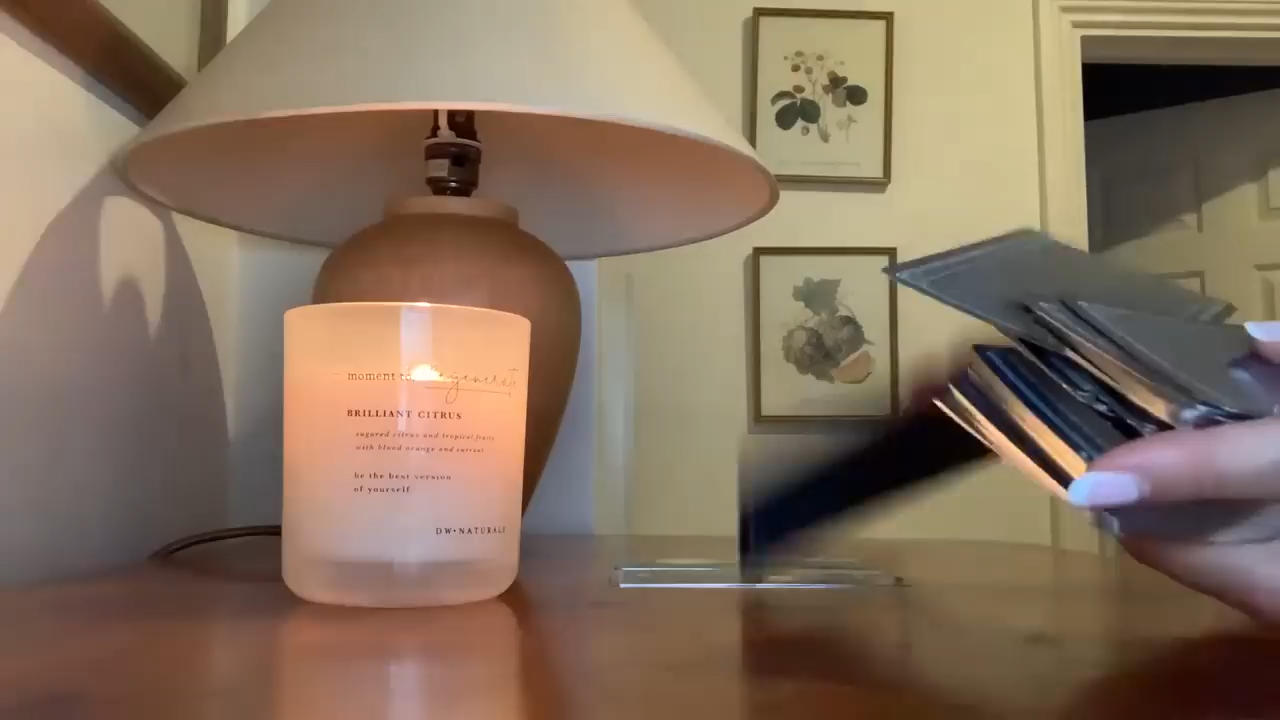 moment to regenerate
BRILLIANT CITRUS
sugared citrus and tropical fruits
with blood orange and currant
be the best version
of yourself
DW•NATURALS